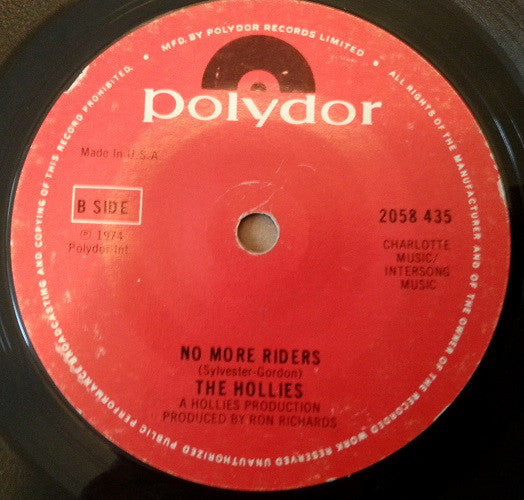 MFD. BY POLYDOR RECORDS LIMITED
ALL RIGHTS OF THE MANUFACTURER AND OF THE OWNER OF THE RECORDED WORK RESERVED UNAUTHORIZED PUBLIC PERFORMANCE BROADCASTING AND COPYING OF THIS RECORD PROHIBITED.
polydor
Made In U.S.A
B SIDE
℗ 1974
Polydor Int.
2058 435
CHARLOTTE
MUSIC/
INTERSONG
MUSIC
NO MORE RIDERS
(Sylvester-Gordon)
THE HOLLIES
A HOLLIES PRODUCTION
PRODUCED BY RON RICHARDS